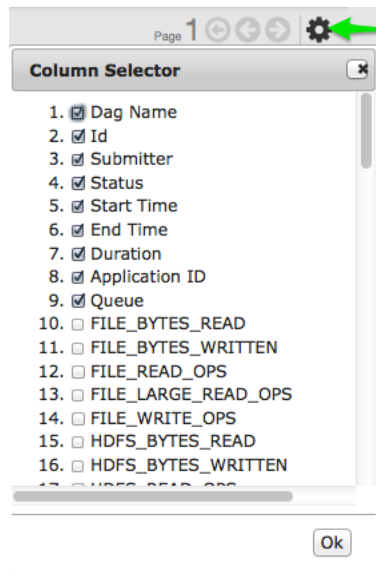 Page 1
Column Selector
1. Dag Name
2. Id
3. Submitter
4. Status
5. Start Time
6. End Time
7. Duration
8. Application ID
9. Queue
10. FILE_BYTES_READ
11. FILE_BYTES_WRITTEN
12. FILE_READ_OPS
13. FILE_LARGE_READ_OPS
14. FILE_WRITE_OPS
15. HDFS_BYTES_READ
16. HDFS_BYTES_WRITTEN
17. HDFS_READ_OPS
Ok